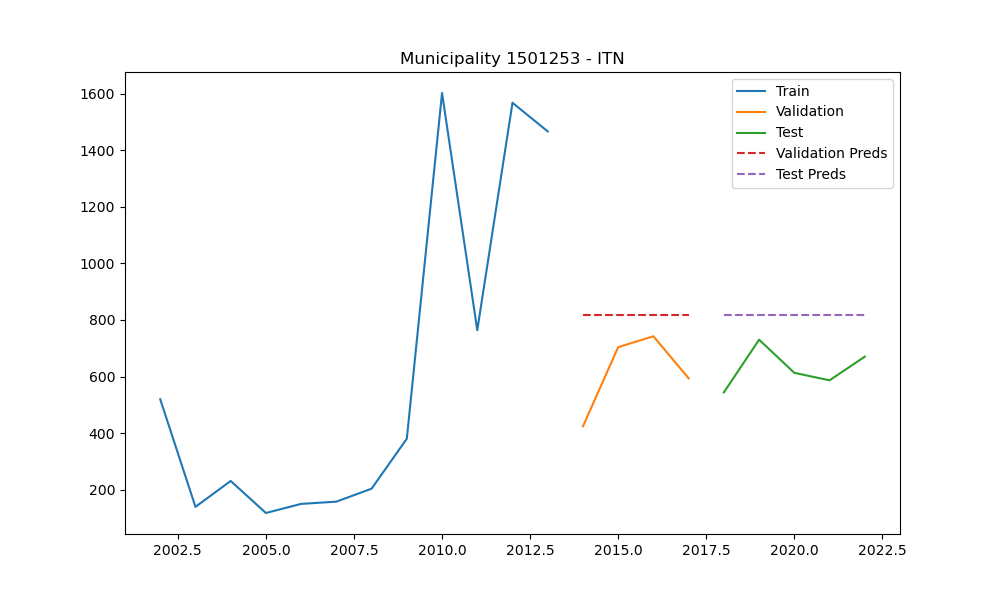 Municipality 1501253 - ITN
1600
1400
1200
1000
800
600
400
200
2002.5 2005.0 2007.5 2010.0 2012.5 2015.0 2017.5 2020.0 2022.5
Train
Validation
Test
Validation Preds
Test Preds